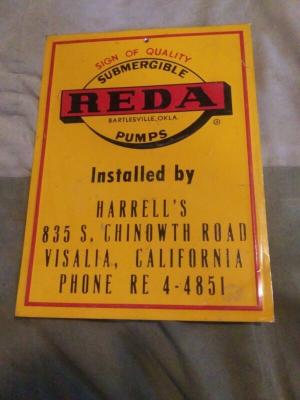 SIGN OF QUALITY
SUBMERGIBLE
REDA
BARTLESVILLE, OKLA.
®
PUMPS
Installed by
HARRELL'S
835 S. CHINOWTH ROAD
VISALIA, CALIFORNIA
PHONE RE 4-4851